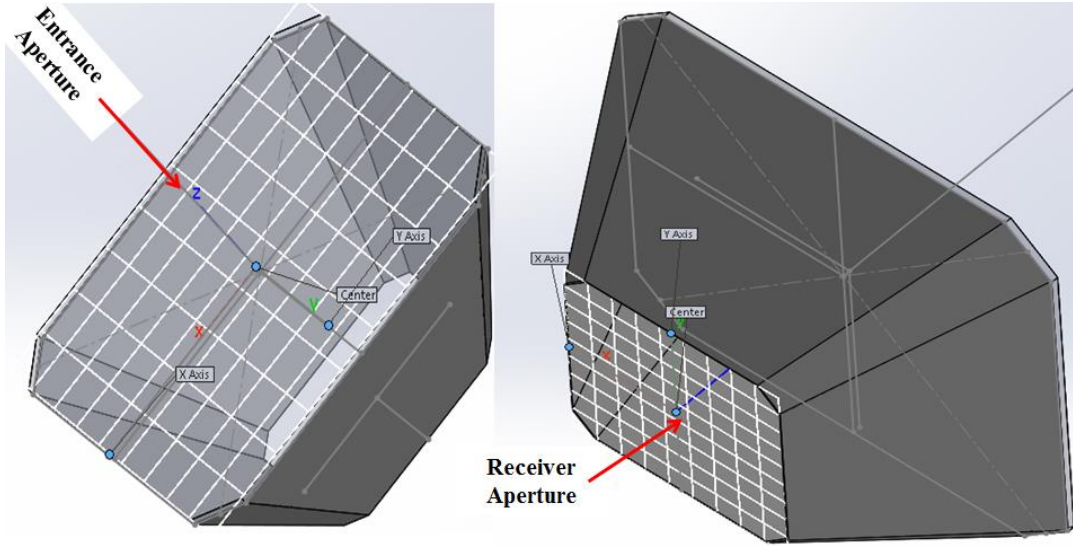 Entrance
Aperture
Z
Y Axis
Center
Y
X
X Axis
Y Axis
X Axis
Center
Y
X
Receiver
Aperture